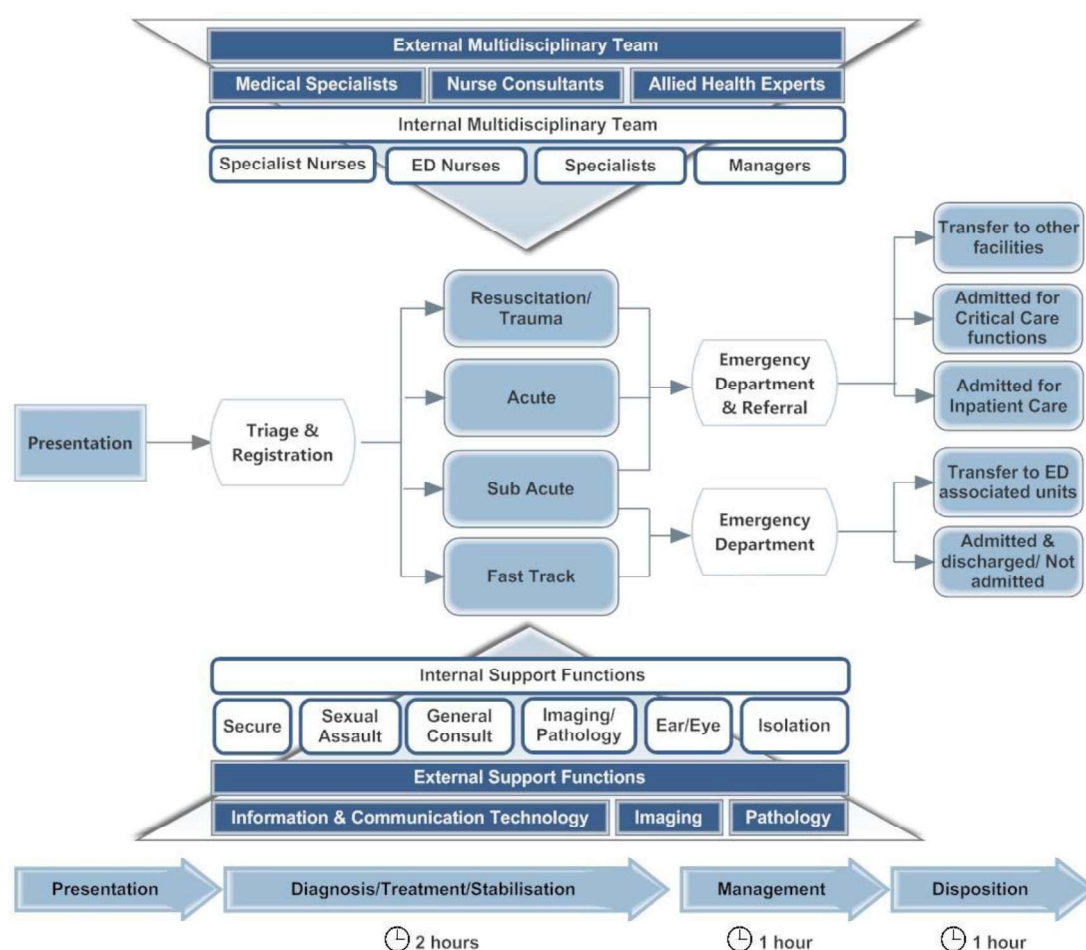 External Multidisciplinary Team
Medical Specialists
Nurse Consultants
Allied Health Experts
Internal Multidisciplinary Team
Specialist Nurses
ED Nurses
Specialists
Managers
Presentation
Triage &
Registration
Resuscitation/
Trauma
Acute
Sub Acute
Fast Track
Emergency
Department
& Referral
Emergency
Department
Transfer to other
facilities
Admitted for
Critical Care
functions
Admitted for
Inpatient Care
Transfer to ED
associated units
Admitted &
discharged/ Not
admitted
Internal Support Functions
Secure
Sexual
Assault
General
Consult
Imaging/
Pathology
Ear/Eye
Isolation
External Support Functions
Information & Communication Technology
Imaging
Pathology
Presentation
Diagnosis/Treatment/Stabilisation
Management
Disposition
2 hours
1 hour
1 hour